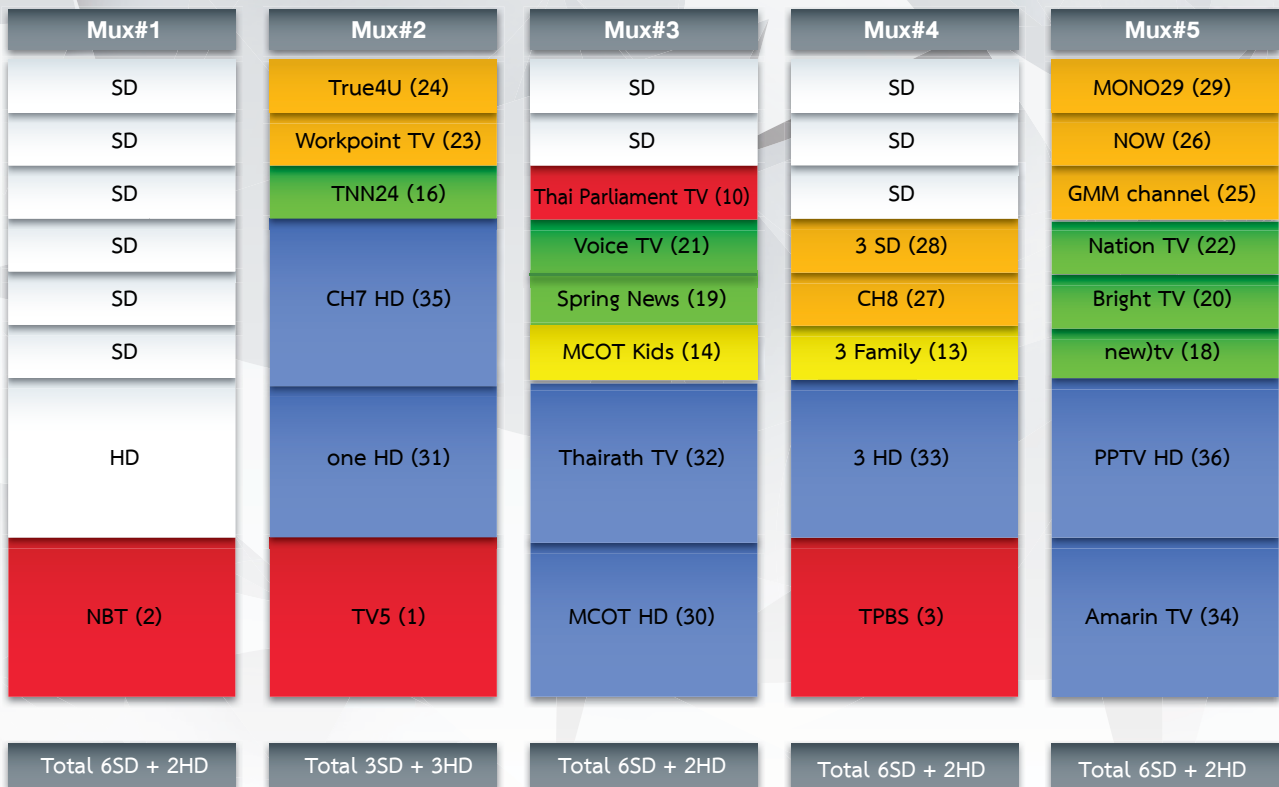 Mux#1
Mux#2
Mux#3
Mux#4
Mux#5
SD
True4U (24)
SD
SD
MONO29 (29)
SD
Workpoint TV (23)
SD
SD
NOW (26)
SD
TNN24 (16)
Thai Parliament TV (10)
SD
GMM channel (25)
SD
CH7 HD (35)
Voice TV (21)
3 SD (28)
Nation TV (22)
SD
Spring News (19)
CH8 (27)
Bright TV (20)
SD
MCOT Kids (14)
3 Family (13)
new)tv (18)
HD
one HD (31)
Thairath TV (32)
3 HD (33)
PPTV HD (36)
NBT (2)
TV5 (1)
MCOT HD (30)
TPBS (3)
Amarin TV (34)
Total 6SD + 2HD
Total 3SD + 3HD
Total 6SD + 2HD
Total 6SD + 2HD
Total 6SD + 2HD